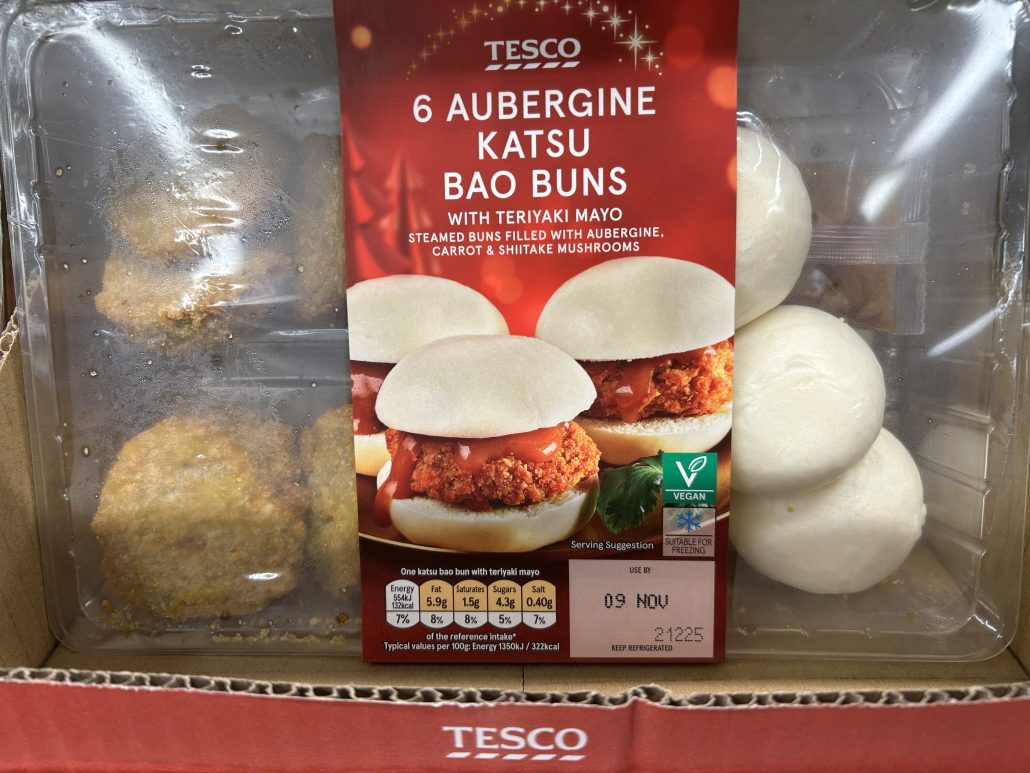 TESCO
6 AUBERGINE
KATSU
BAO BUNS
WITH TERIYAKI MAYO
STEAMED BUNS FILLED WITH AUBERGINE,
CARROT & SHIITAKE MUSHROOMS
V
VEGAN
SUITABLE FOR
FREEZING
Serving Suggestion
One katsu bao bun with teriyaki mayo
Energy Fat Saturates Sugars Salt
554kJ
132kcal 5.9g 1.5g 4.3g 0.40g
7% 8% 8% 5% 7%
of the reference intake*
Typical values per 100g: Energy 1350kJ / 322kcal
USE BY
09 NOV
21225
KEEP REFRIGERATED
TESCO